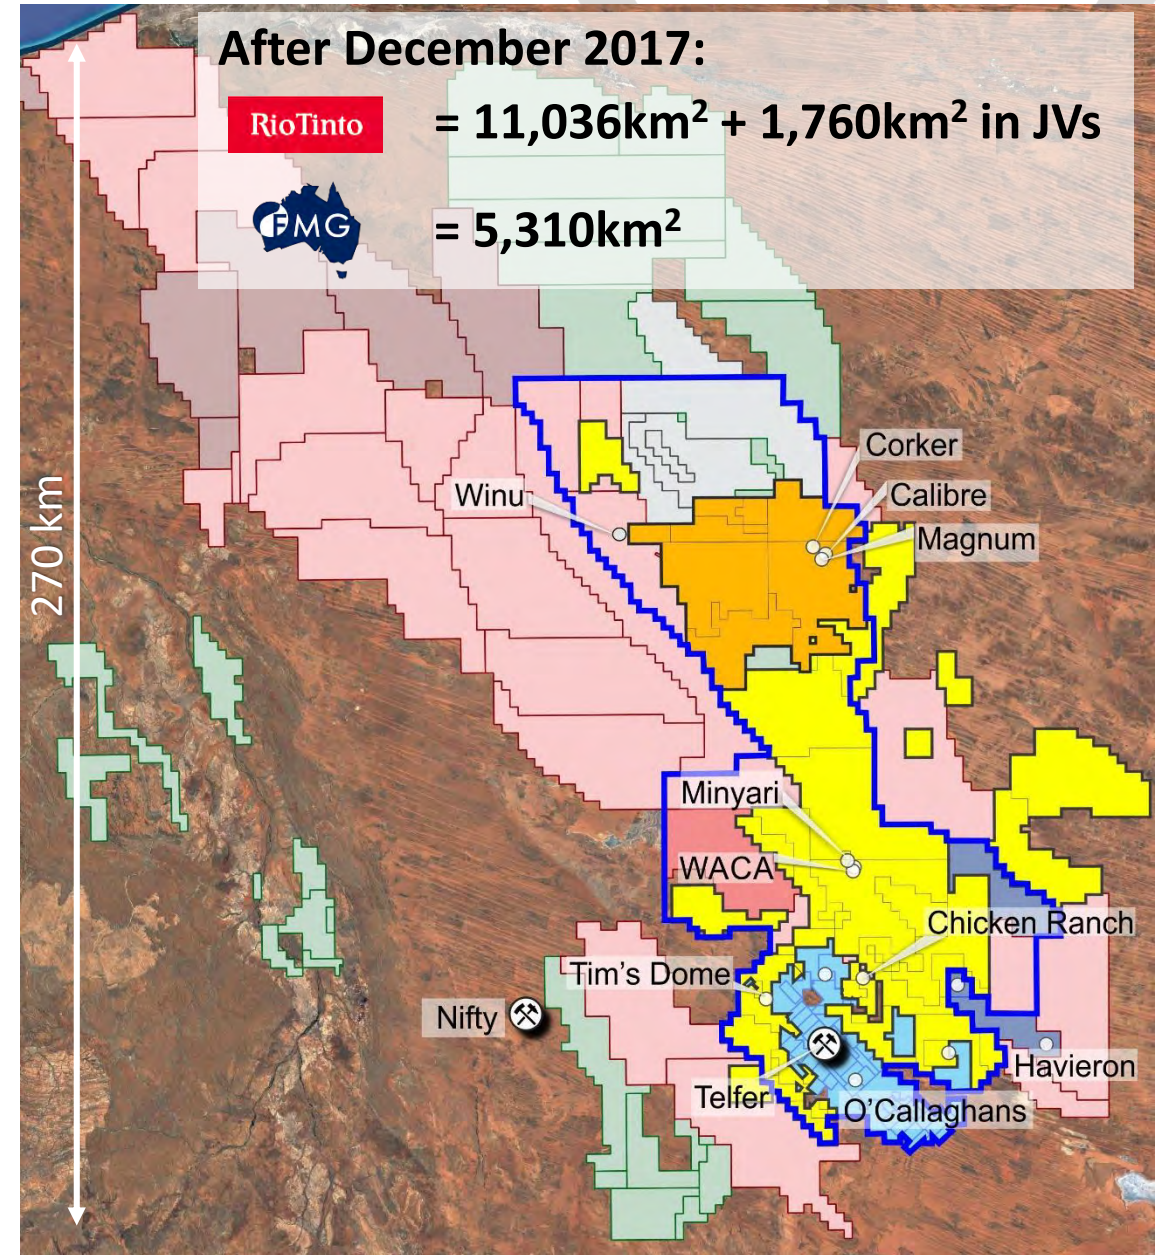 After December 2017:
RioTinto = 11,036km² + 1,760km² in JVs
FMG = 5,310km²
270 km
Corker
Calibre
Winu
Magnum
Minyari
WACA
Chicken Ranch
Tim's Dome
Nifty
Havieron
Telfer
O'Callaghans